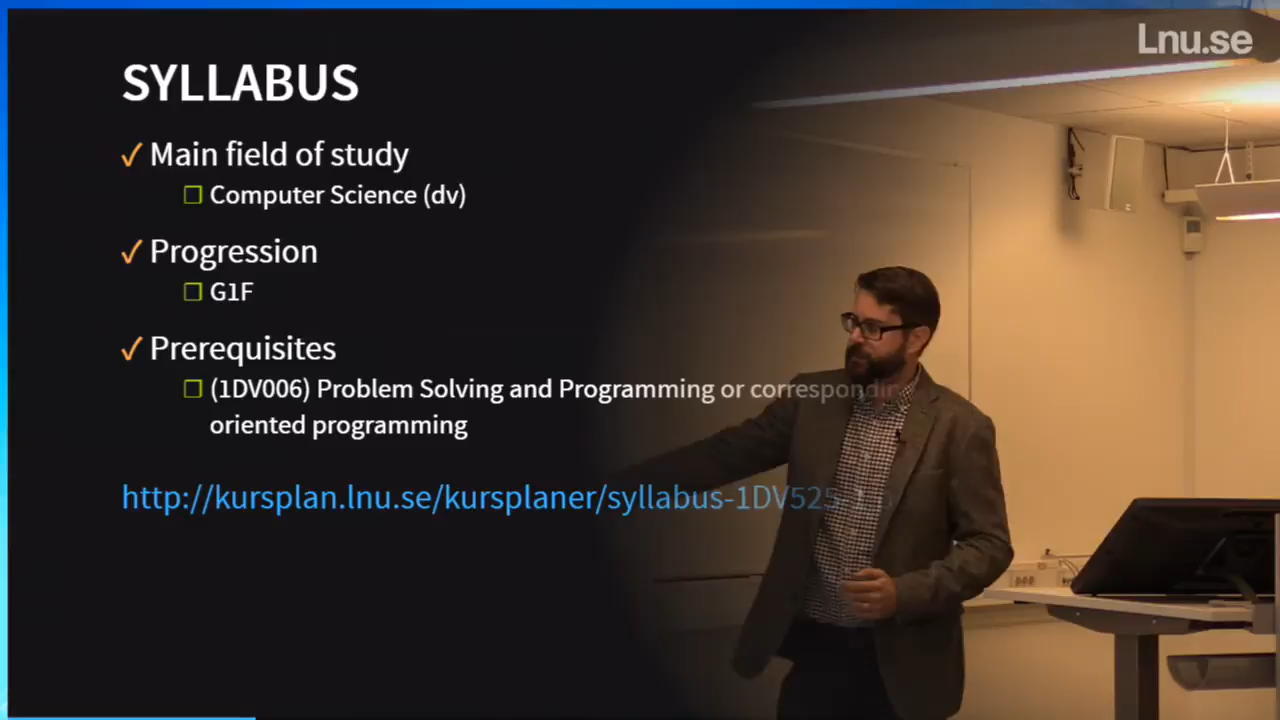 Lnu.se
SYLLABUS
Main field of study
Computer Science (dv)
Progression
G1F
Prerequisites
(1DV006) Problem Solving and Programming or
oriented programming
http://kursplan.lnu.se/kursplaner/syllabus-1DV525-1